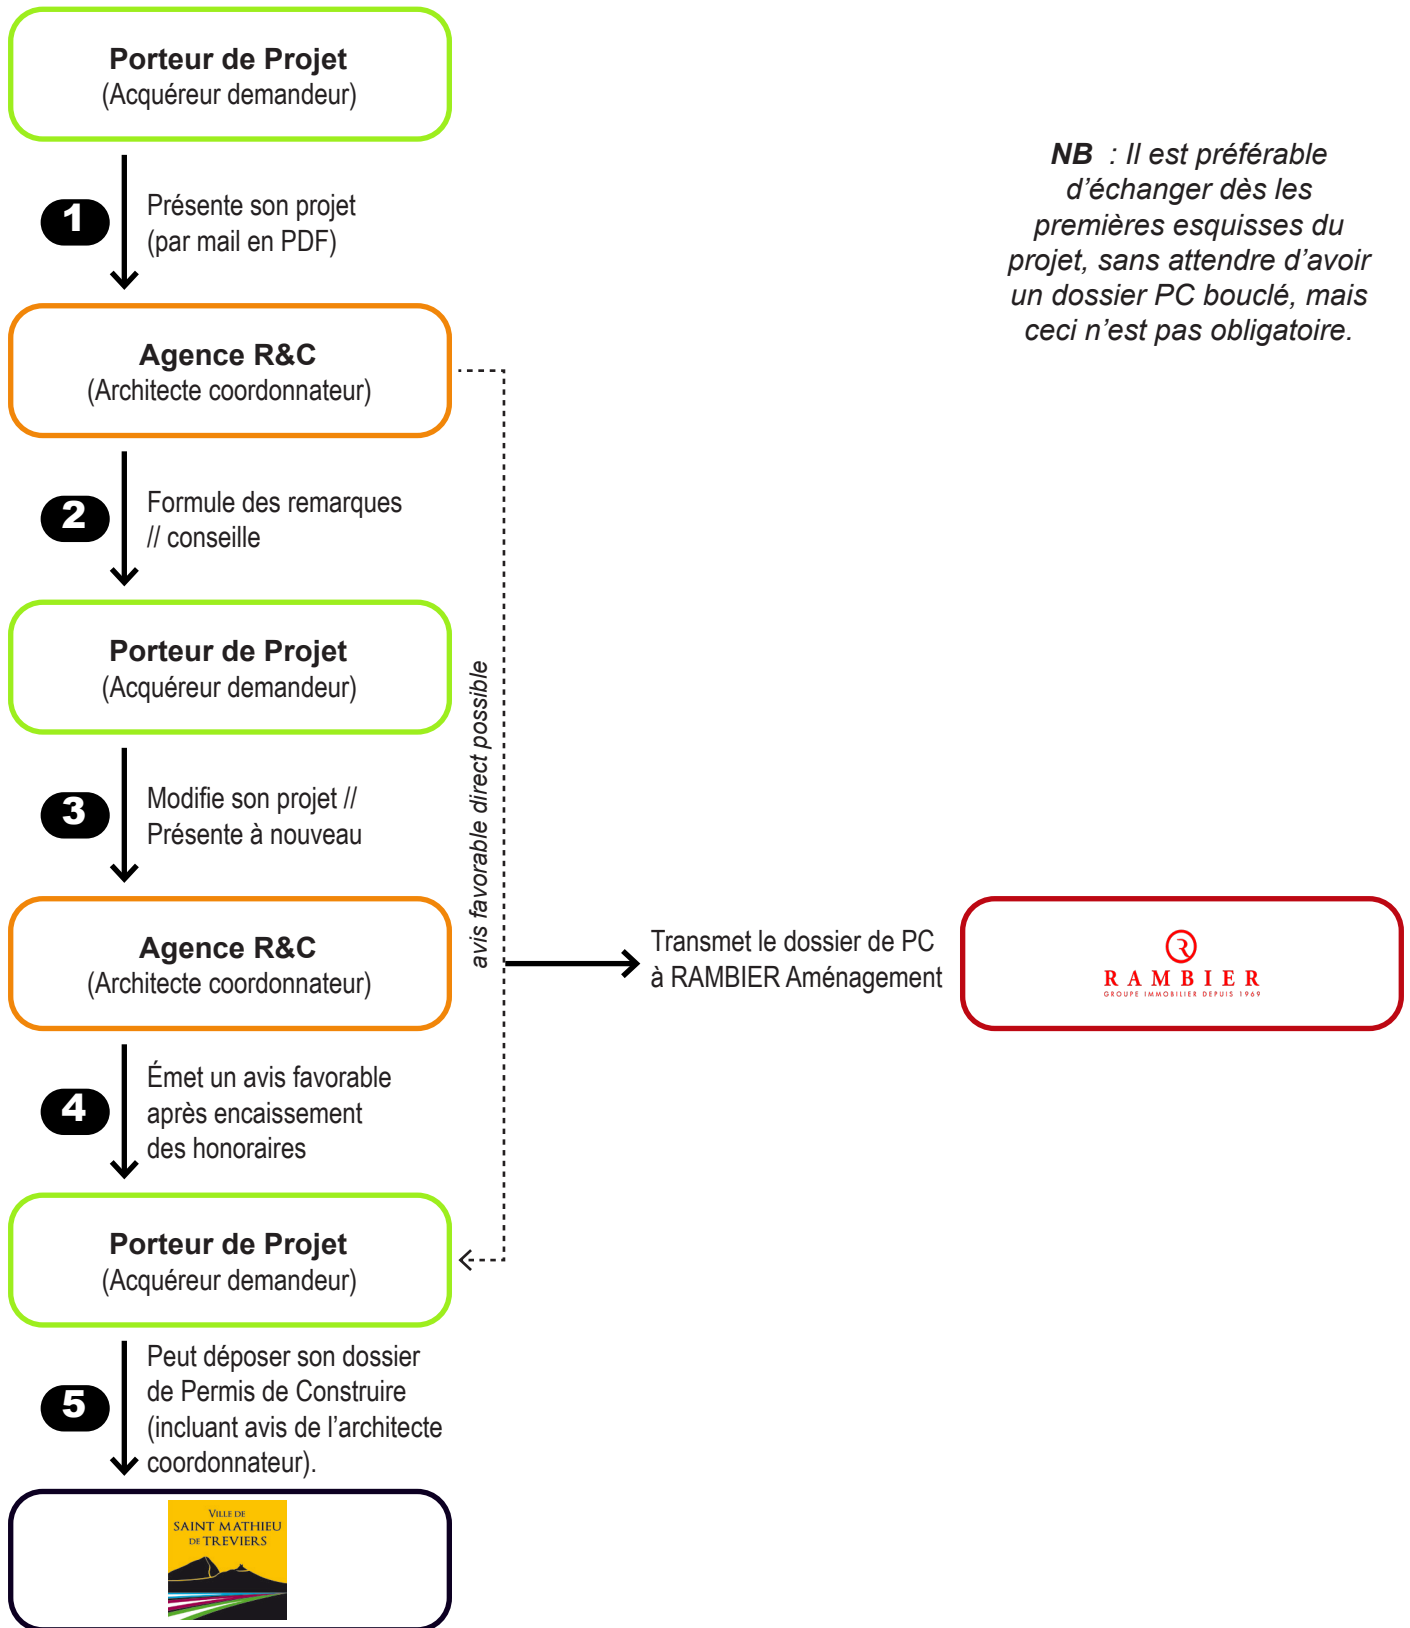 Porteur de Projet
(Acquéreur demandeur)
NB : Il est préférable
d’échanger dès les
premières esquisses du
projet, sans attendre d’avoir
un dossier PC bouclé, mais
ceci n’est pas obligatoire.
1
Présente son projet
(par mail en PDF)
Agence R&C
(Architecte coordonnateur)
2
Formule des remarques
// conseille
Porteur de Projet
(Acquéreur demandeur)
avis favorable direct possible
3
Modifie son projet //
Présente à nouveau
Agence R&C
(Architecte coordonnateur)
Transmet le dossier de PC
à RAMBIER Aménagement
R
RAMBIER
GROUPE IMMOBILIER DEPUIS 1969
4
Émet un avis favorable
après encaissement
des honoraires
Porteur de Projet
(Acquéreur demandeur)
5
Peut déposer son dossier
de Permis de Construire
(incluant avis de l’architecte
coordonnateur).
VILLE DE
SAINT MATHIEU
DE TREVIERS